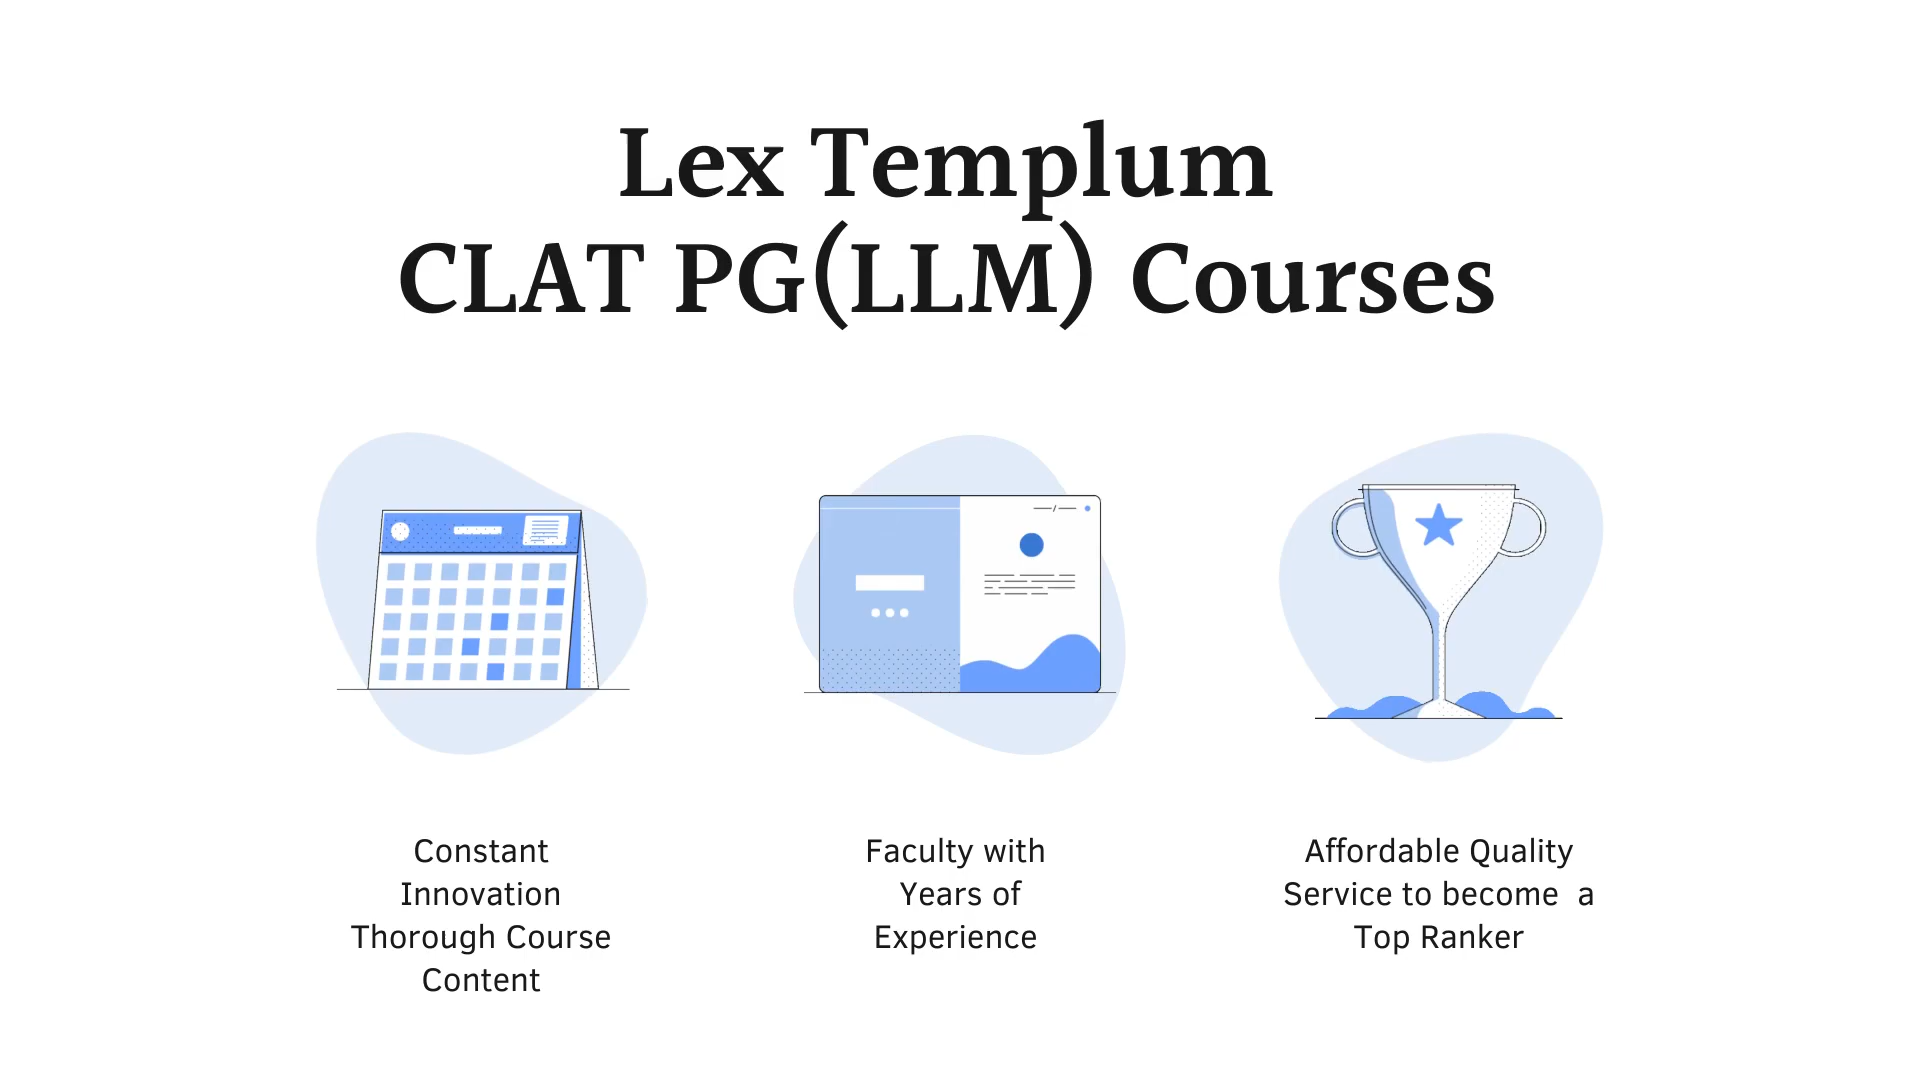 Lex Templum
CLAT PG(LLM) Courses
Constant
Innovation
Thorough Course
Content
Faculty with
Years of
Experience
Affordable Quality
Service to become  a
Top Ranker